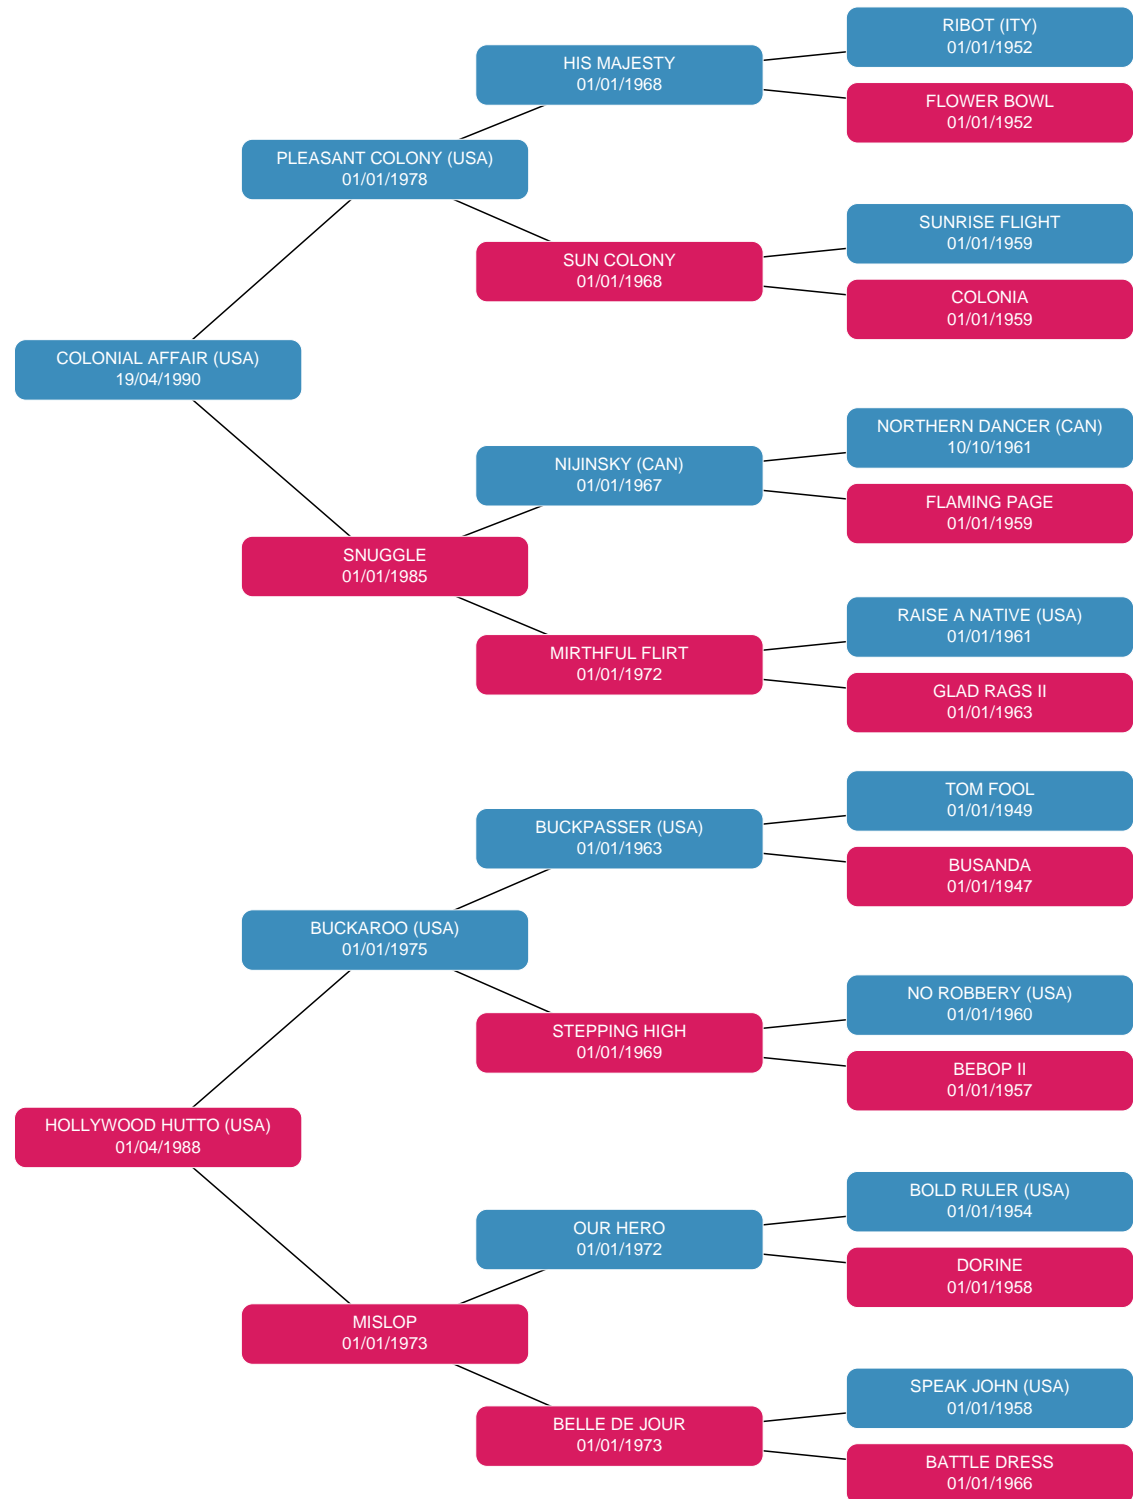 RIBOT (ITY)
01/01/1952
HIS MAJESTY
01/01/1968
FLOWER BOWL
01/01/1952
PLEASANT COLONY (USA)
01/01/1978
SUNRISE FLIGHT
01/01/1959
SUN COLONY
01/01/1968
COLONIA
01/01/1959
COLONIAL AFFAIR (USA)
19/04/1990
NORTHERN DANCER (CAN)
10/10/1961
NIJINSKY (CAN)
01/01/1967
FLAMING PAGE
01/01/1959
SNUGGLE
01/01/1985
RAISE A NATIVE (USA)
01/01/1961
MIRTHFUL FLIRT
01/01/1972
GLAD RAGS II
01/01/1963
TOM FOOL
01/01/1949
BUCKPASSER (USA)
01/01/1963
BUSANDA
01/01/1947
BUCKAROO (USA)
01/01/1975
NO ROBBERY (USA)
01/01/1960
STEPPING HIGH
01/01/1969
BEBOP II
01/01/1957
HOLLYWOOD HUTTO (USA)
01/04/1988
BOLD RULER (USA)
01/01/1954
OUR HERO
01/01/1972
DORINE
01/01/1958
MISLOP
01/01/1973
SPEAK JOHN (USA)
01/01/1958
BELLE DE JOUR
01/01/1973
BATTLE DRESS
01/01/1966